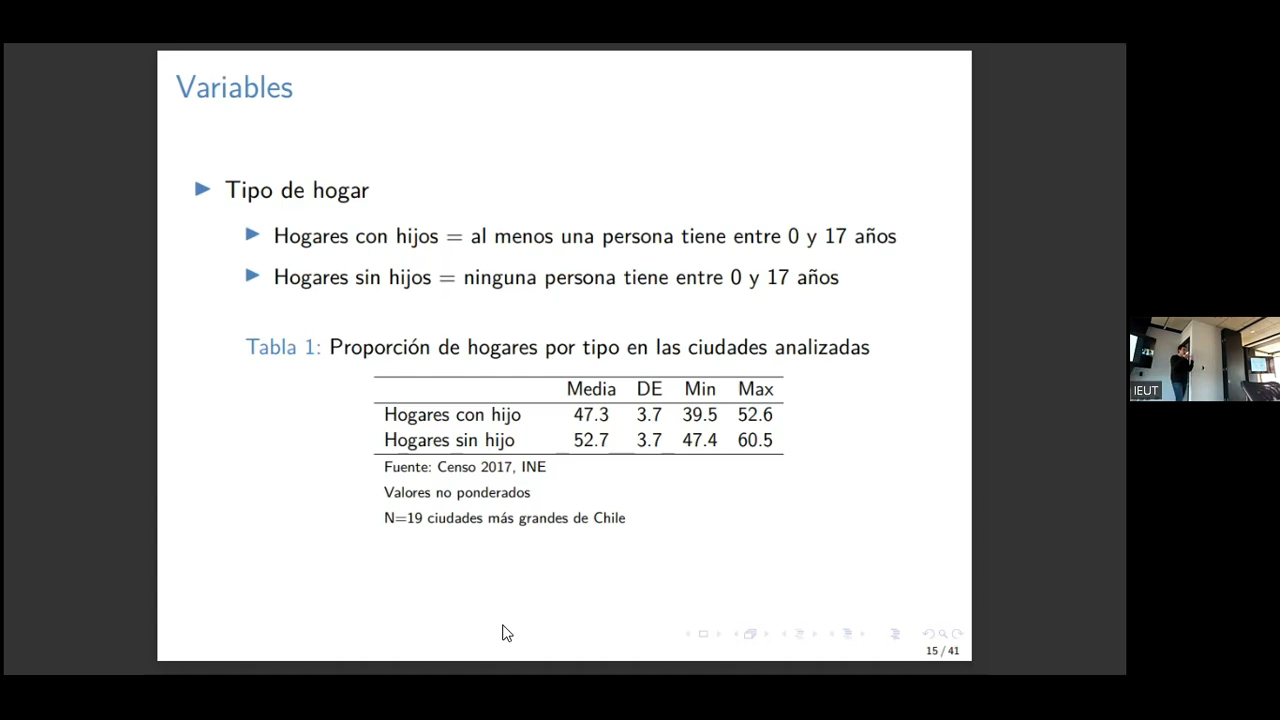 Variables
Tipo de hogar
Hogares con hijos = al menos una persona tiene entre 0 y 17 años
Hogares sin hijos = ninguna persona tiene entre 0 y 17 años
Tabla 1: Proporción de hogares por tipo en las ciudades analizadas
Media DE Min Max
Hogares con hijo 47.3 3.7 39.5 52.6
Hogares sin hijo 52.7 3.7 47.4 60.5
Fuente: Censo 2017, INE
Valores no ponderados
N=19 ciudades más grandes de Chile
15 / 41
IEUT